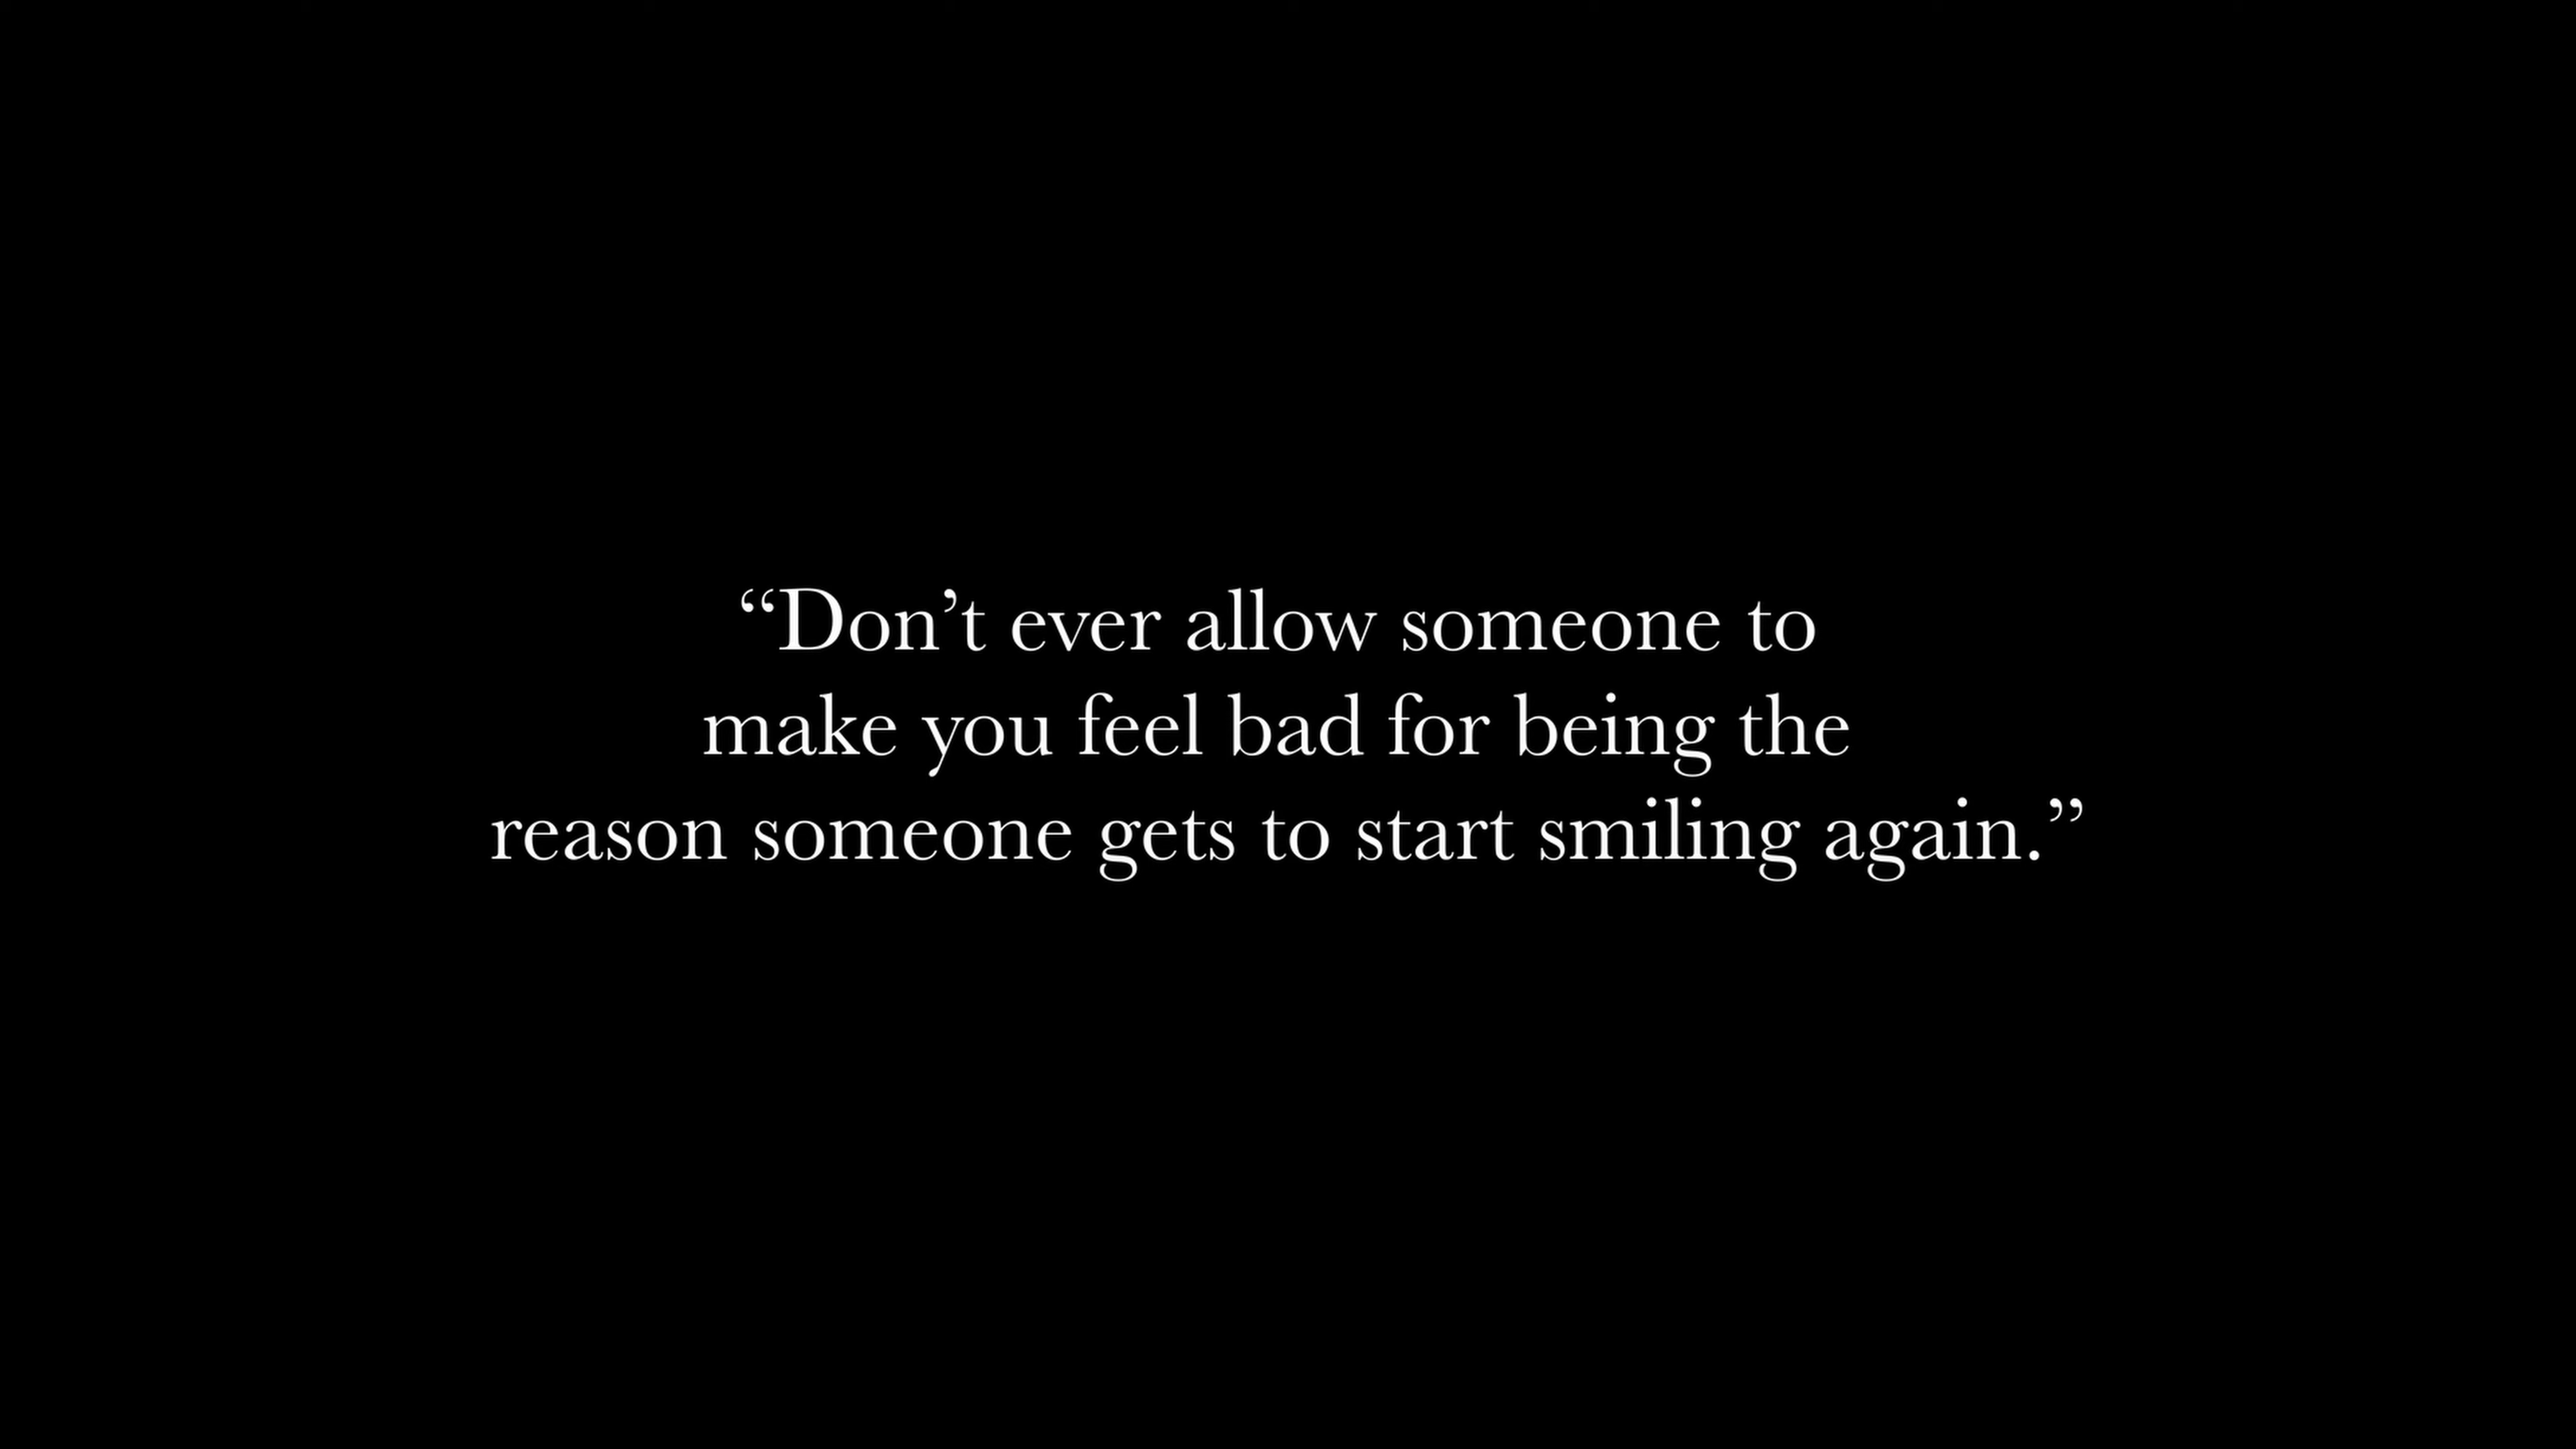 “Don’t ever allow someone to
make you feel bad for being the
reason someone gets to start smiling again.”